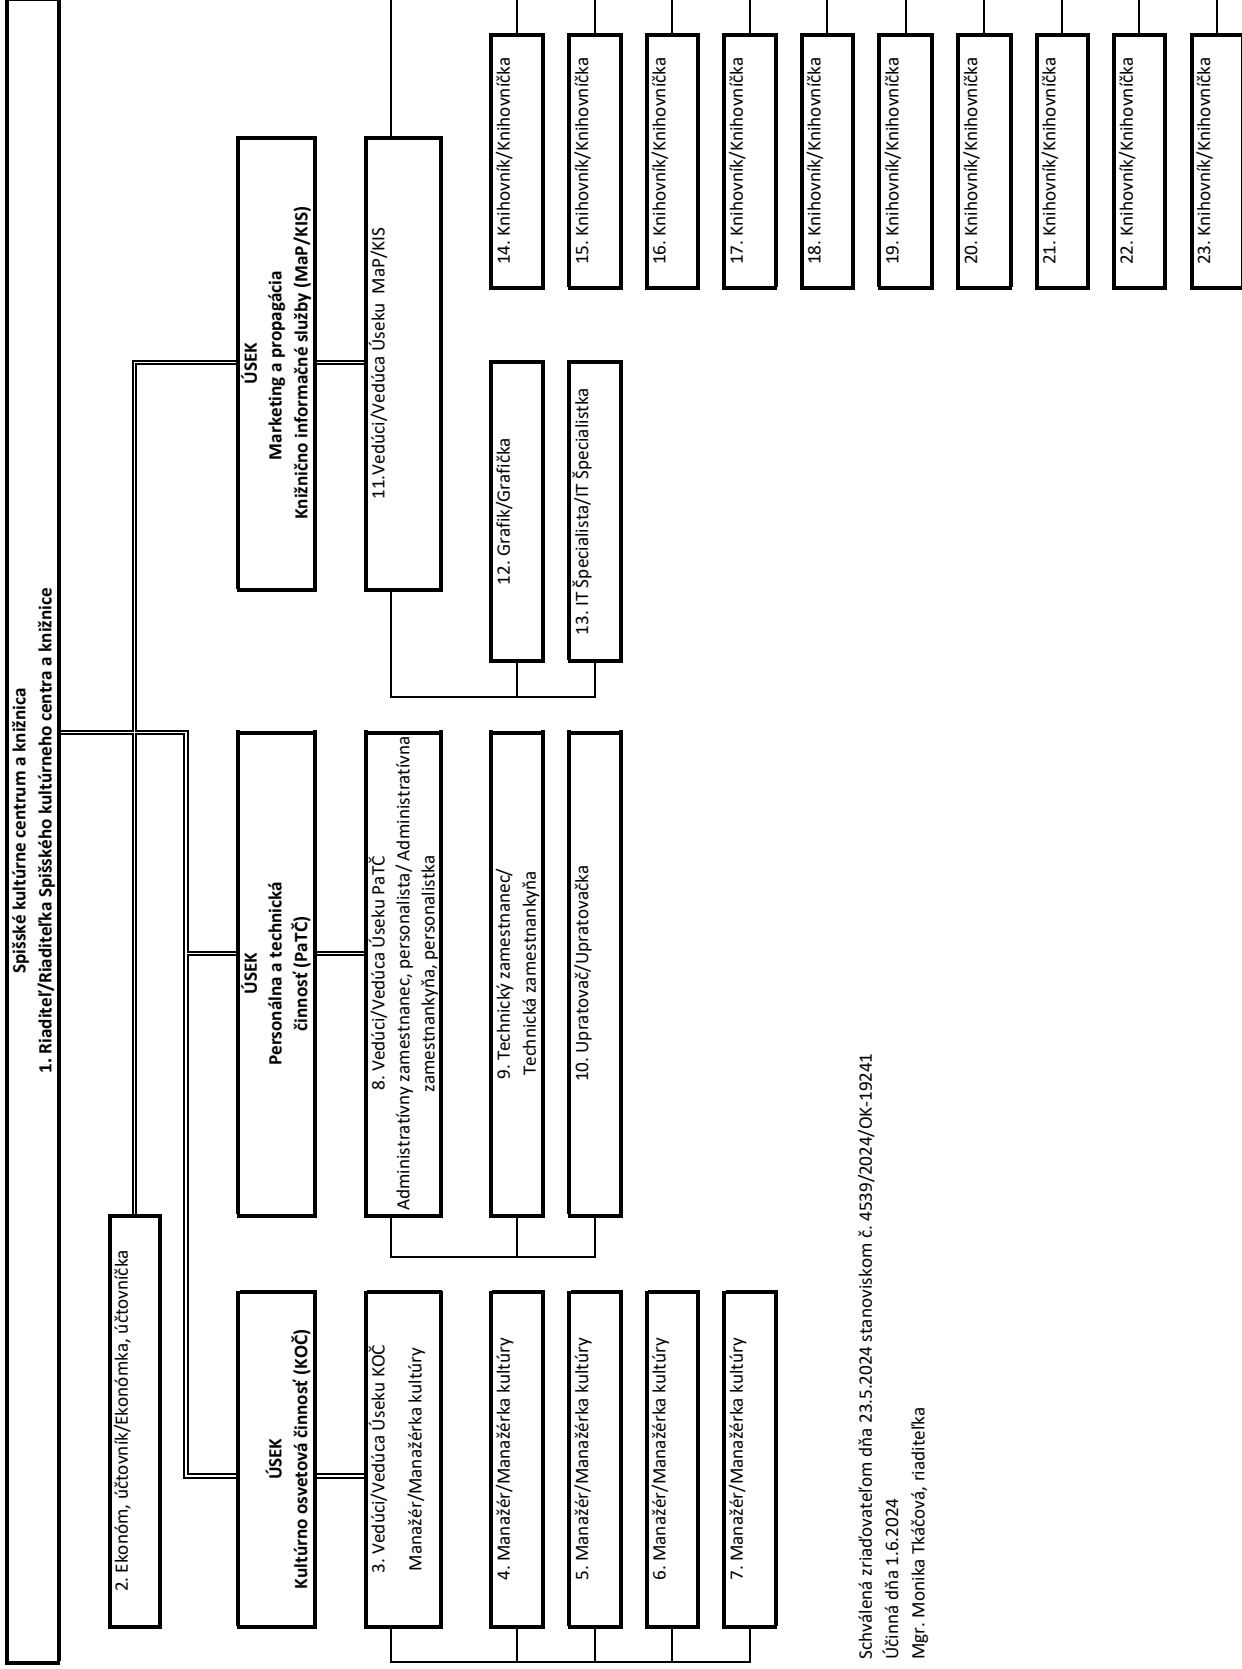 Spišské kultúrne centrum a knižnica
1. Riaditeľ/Riaditeľka Spišského kultúrneho centra a knižnice
2. Ekonóm, účtovník/Ekonómka, účtovníčka
ÚSEK
Kultúrno osvetová činnosť (KOČ)
ÚSEK
Personálna a technická
činnosť (PaTČ)
ÚSEK
Marketing a propagácia
Knižnično informačné služby (MaP/KIS)
3. Vedúci/Vedúca Úseku KOČ
Manažér/Manažérka kultúry
8. Vedúci/Vedúca Úseku PaTČ
Administratívny zamestnanec, personalista/ Administratívna
zamestnankyňa, personalistka
11.Vedúci/Vedúca Úseku MaP/KIS
4. Manažér/Manažérka kultúry
5. Manažér/Manažérka kultúry
6. Manažér/Manažérka kultúry
7. Manažér/Manažérka kultúry
9. Technický zamestnanec/
Technická zamestnankyňa
10. Upratovač/Upratovačka
12. Grafik/Grafička
13. IT Špecialista/IT Špecialistka
14. Knihovník/Knihovníčka
15. Knihovník/Knihovníčka
16. Knihovník/Knihovníčka
17. Knihovník/Knihovníčka
18. Knihovník/Knihovníčka
19. Knihovník/Knihovníčka
20. Knihovník/Knihovníčka
21. Knihovník/Knihovníčka
22. Knihovník/Knihovníčka
23. Knihovník/Knihovníčka
Schválená zriaďovateľom dňa 23.5.2024 stanoviskom č. 4539/2024/OK-19241
Účinná dňa 1.6.2024
Mgr. Monika Tkáčová, riaditeľka